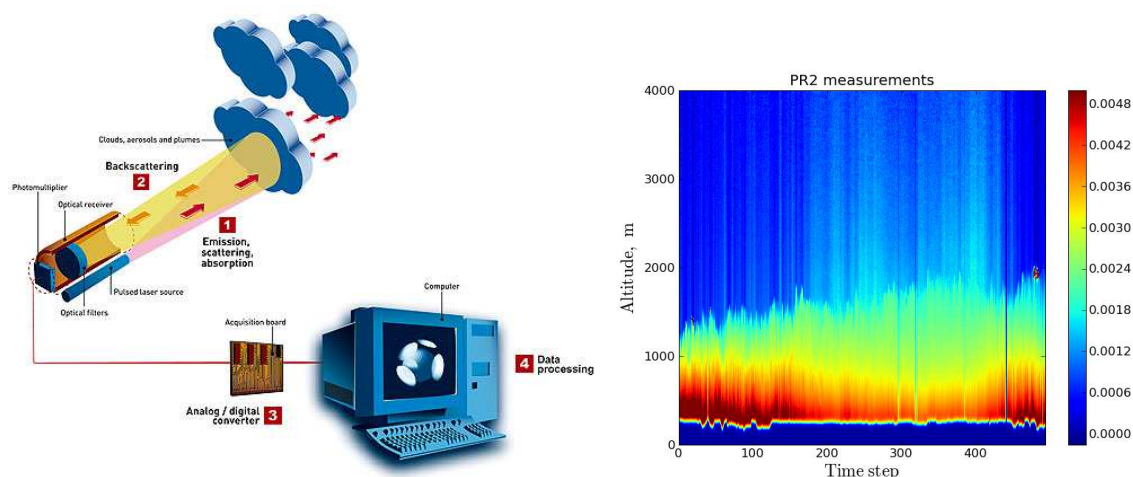 Clouds, aerosols and plumes
Backscattering
2
Photomultiplier
Optical receiver
1
Emission,
scattering,
absorption
Pulsed laser source
Optical filters
Computer
Acquisition board
4
Data
processing
Analog / digital
converter
3
PR2 measurements
4000
3000
2000
1000
0
Altitude, m
0
100
200
300
400
Time step
0.0048
0.0042
0.0036
0.0030
0.0024
0.0018
0.0012
0.0006
0.0000